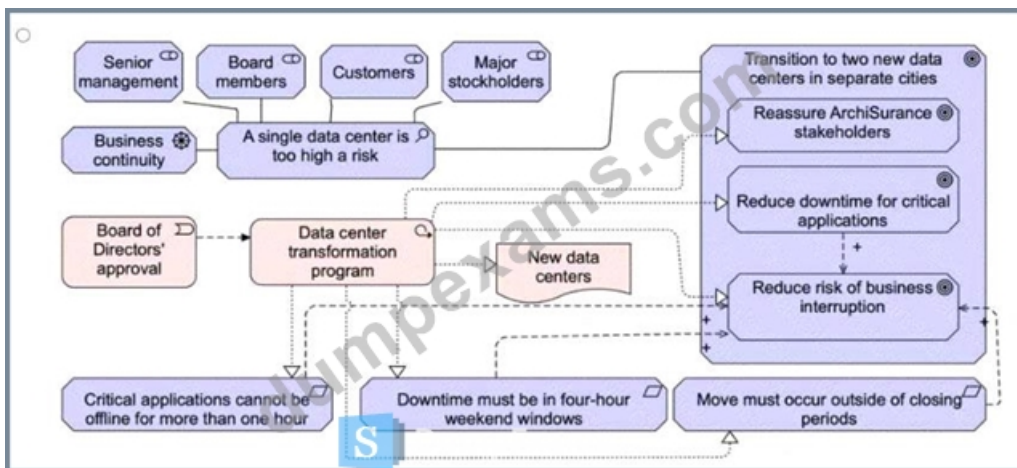 Senior
management
Board
members
Customers
Major
stockholders
Transition to two new data
centers in separate cities
Business
continuity
A single data center is
too high a risk
Reassure ArchiSurance
stakeholders
Reduce downtime for critical
applications
Board of
Directors'
approval
Data center
transformation
program
New data
centers
+
Reduce risk of business
interruption
+
+
+
Critical applications cannot be
offline for more than one hour
Downtime must be in four-hour
weekend windows
Move must occur outside of closing
periods
dumpexams.com
S